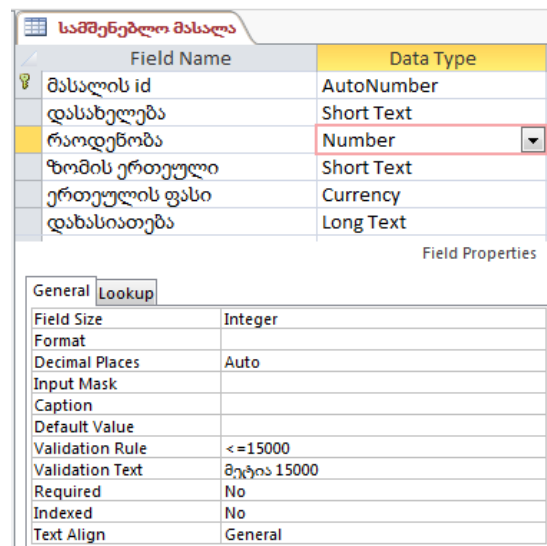 სამშენებლო მასალა
Field Name Data Type
მასალის id AutoNumber
დასახელება Short Text
რაოდენობა Number
ზომის ერთეული Short Text
ერთეულის ფასი Currency
დახასიათება Long Text
Field Properties
General Lookup
Field Size Integer
Format
Decimal Places Auto
Input Mask
Caption
Default Value
Validation Rule <=15000
Validation Text მეტია 15000
Required No
Indexed No
Text Align General